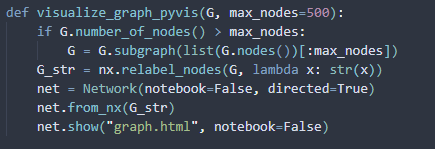 def visualize_graph_pyvis(G, max_nodes=500):
    if G.number_of_nodes() > max_nodes:
        G = G.subgraph(list(G.nodes())[:max_nodes])
    G_str = nx.relabel_nodes(G, lambda x: str(x))
    net = Network(notebook=False, directed=True)
    net.from_nx(G_str)
    net.show("graph.html", notebook=False)